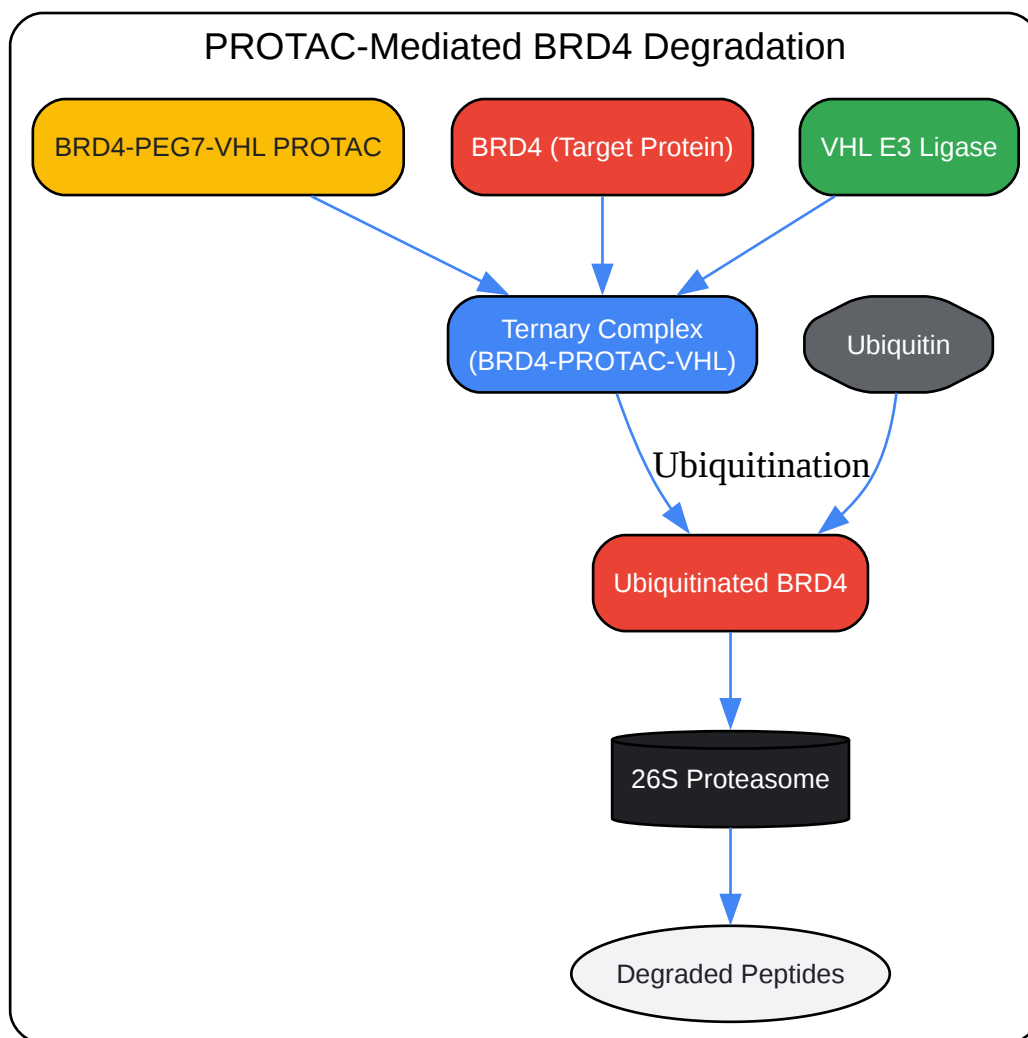 PROTAC-Mediated BRD4 Degradation
BRD4-PEG7-VHL PROTAC
BRD4 (Target Protein)
VHL E3 Ligase
Ternary Complex
(BRD4-PROTAC-VHL)
Ubiquitin
Ubiquitination
Ubiquitinated BRD4
26S Proteasome
Degraded Peptides